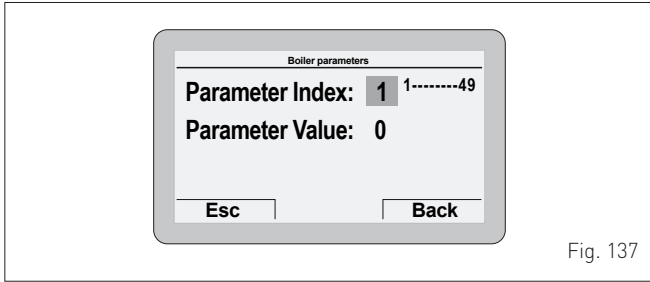 Boiler parameters
Parameter Index: 1 1--------49
Parameter Value: 0
Esc Back
Fig. 137